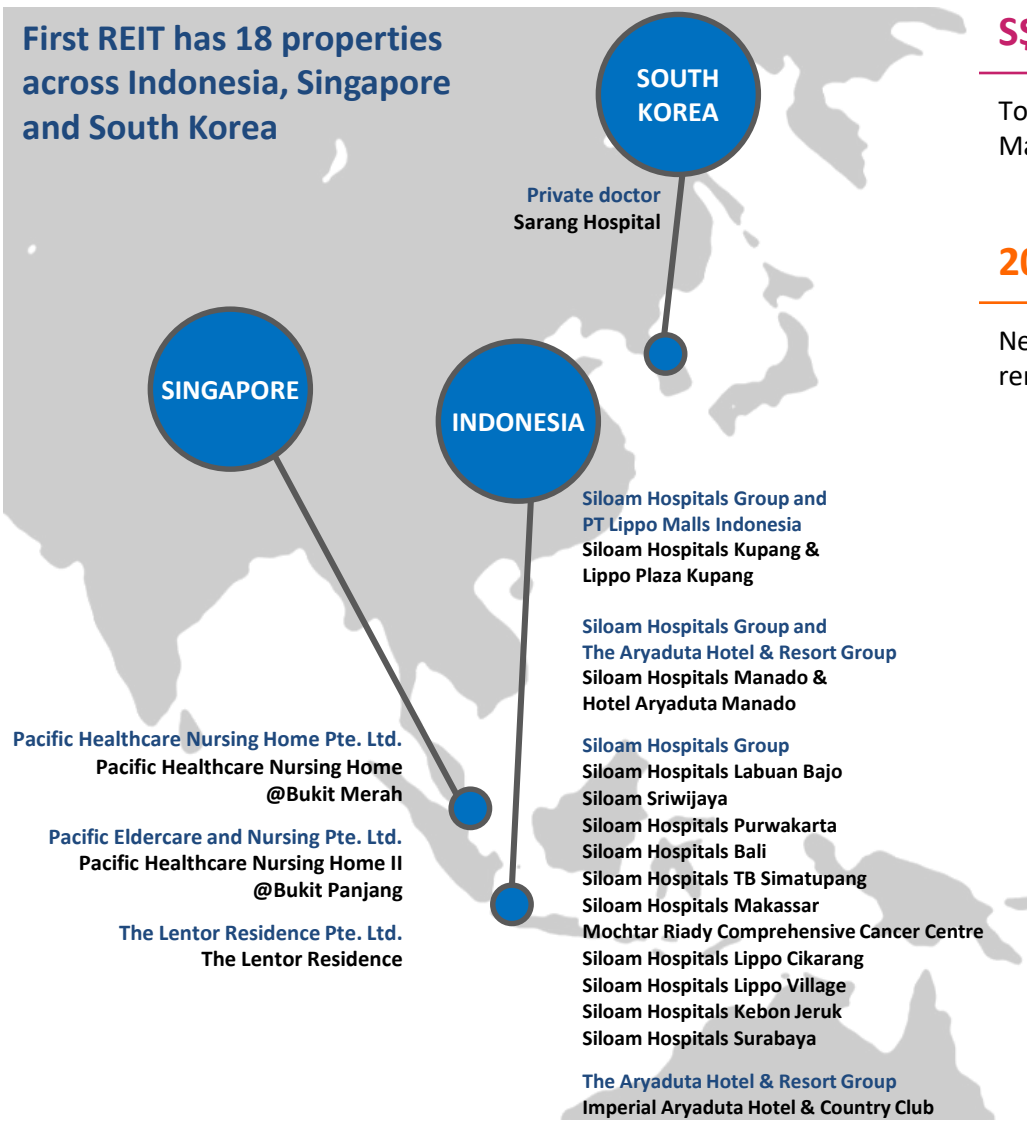 First REIT has 18 properties
across Indonesia, Singapore
and South Korea
SOUTH
KOREA
Private doctor
Sarang Hospital
SINGAPORE
INDONESIA
Siloam Hospitals Group and
PT Lippo Malls Indonesia
Siloam Hospitals Kupang &
Lippo Plaza Kupang
Siloam Hospitals Group and
The Aryaduta Hotel & Resort Group
Siloam Hospitals Manado &
Hotel Aryaduta Manado
Siloam Hospitals Group
Siloam Hospitals Labuan Bajo
Siloam Sriwijaya
Siloam Hospitals Purwakarta
Siloam Hospitals Bali
Siloam Hospitals TB Simatupang
Siloam Hospitals Makassar
Mochtar Riady Comprehensive Cancer Centre
Siloam Hospitals Lippo Cikarang
Siloam Hospitals Lippo Village
Siloam Hospitals Kebon Jeruk
Siloam Hospitals Surabaya
The Aryaduta Hotel & Resort Group
Imperial Aryaduta Hotel & Country Club
Pacific Healthcare Nursing Home Pte. Ltd.
Pacific Healthcare Nursing Home
@Bukit Merah
Pacific Eldercare and Nursing Pte. Ltd.
Pacific Healthcare Nursing Home II
@Bukit Panjang
The Lentor Residence Pte. Ltd.
The Lentor Residence